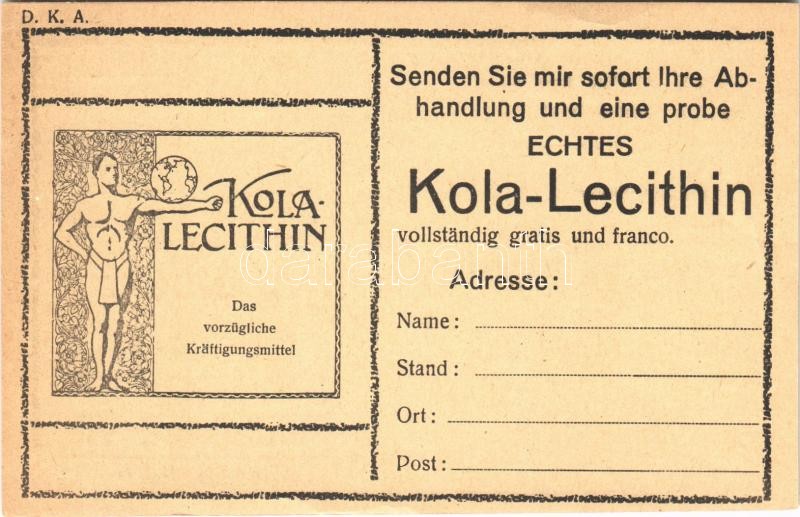 D. K. A.
KOLA-
LECITHIN
Das
vorzügliche
Kräftigungsmittel
Senden Sie mir sofort Ihre Ab-
handlung und eine probe
ECHTES
Kola-Lecithin
vollständig gratis und franco.
Adresse:
Name:
Stand:
Ort:
Post:
darabanth